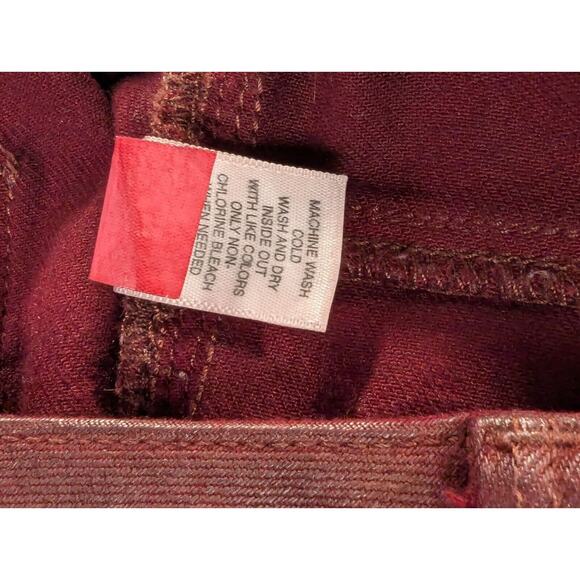 MACHINE WASH
COLD
WASH AND DRY
INSIDE OUT
WITH LIKE COLORS
ONLY NON-
CHLORINE BLEACH
WHEN NEEDED